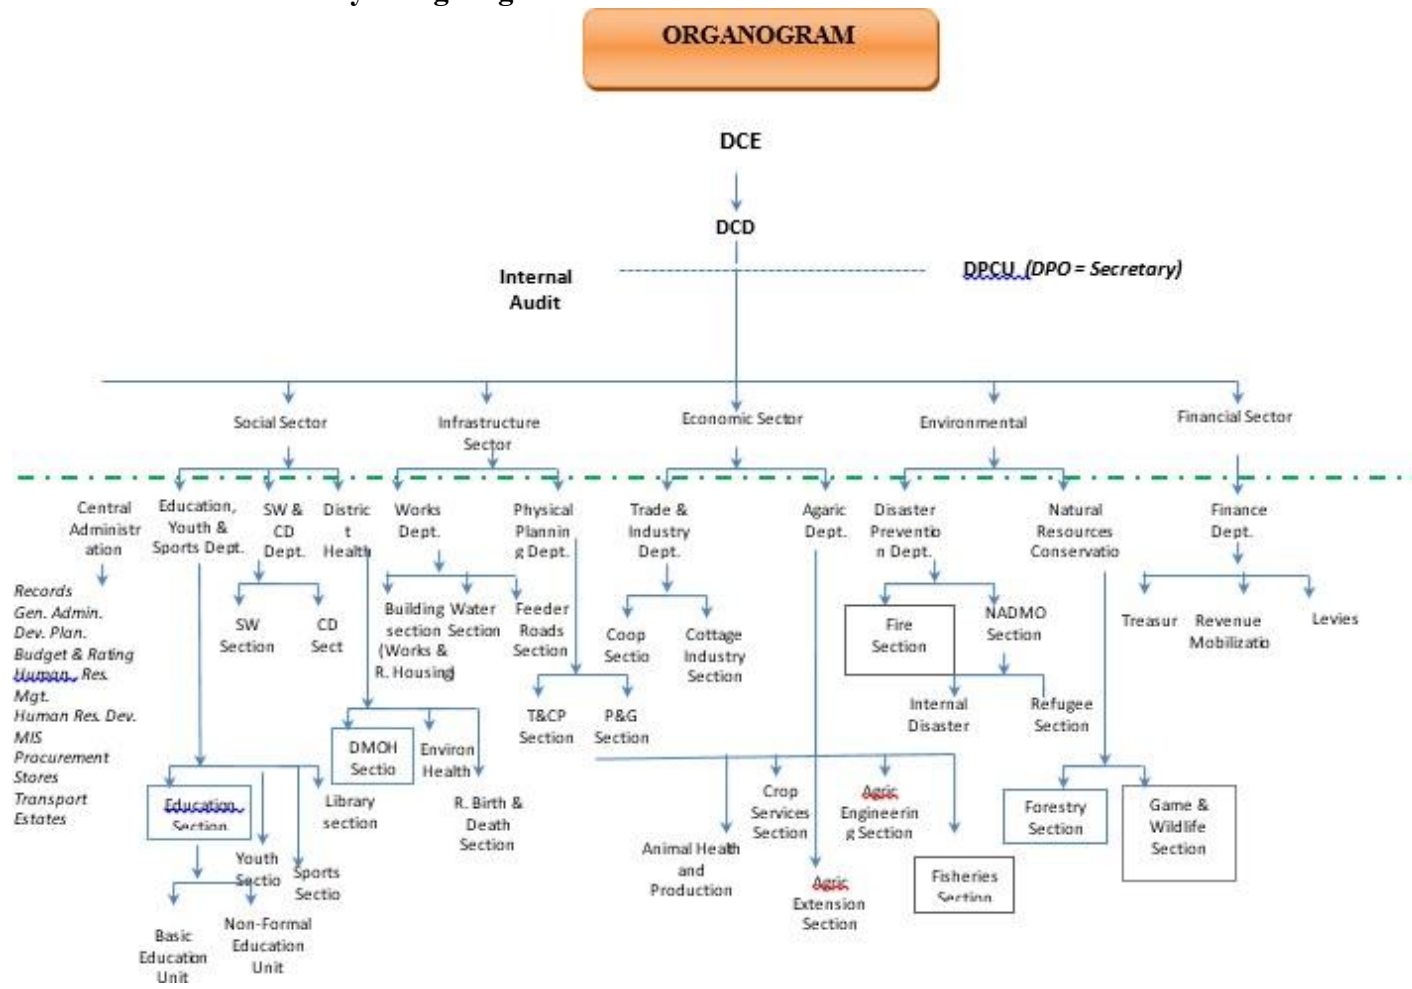 ORGANOGRAM
DCE
DCD
Internal
Audit
DPCU (DPO = Secretary)
Social Sector
Infrastructure
Sector
Economic Sector
Environmental
Financial Sector
Central
Administr
ation
Education,
Youth &
Sports Dept.
SW &
CD
Dept.
Distric
t
Health
Works
Dept.
Physical
Plannin
g Dept.
Trade &
Industry
Dept.
Agaric
Dept.
Disaster
Preventio
n Dept.
Natural
Resources
Conservatio
Finance
Dept.
Records
Gen. Admin.
Dev. Plan.
Budget & Rating
Human Res.
Mgt.
Human Res. Dev.
MIS
Procurement
Stores
Transport
Estates
SW
Section
CD
Sect
Building
section
(Works &
R. Housing)
Water
Section
Feeder
Roads
Section
Coop
Sectio
Cottage
Industry
Section
Fire
Section
NADMO
Section
Treasur
Revenue
Mobilizatio
Levies
Internal
Disaster
Refugee
Section
T&CP
Section
P&G
Section
DMOH
Sectio
Environ
Health
R. Birth &
Death
Section
Education
Section
Library
section
Youth
Sectio
Sports
Sectio
Basic
Education
Unit
Non-Formal
Education
Unit
Animal Heath
and
Production
Crop
Services
Section
Agric
Extension
Section
Agric
Engineerin
g Section
Fisheries
Section
Forestry
Section
Game &
Wildlife
Section